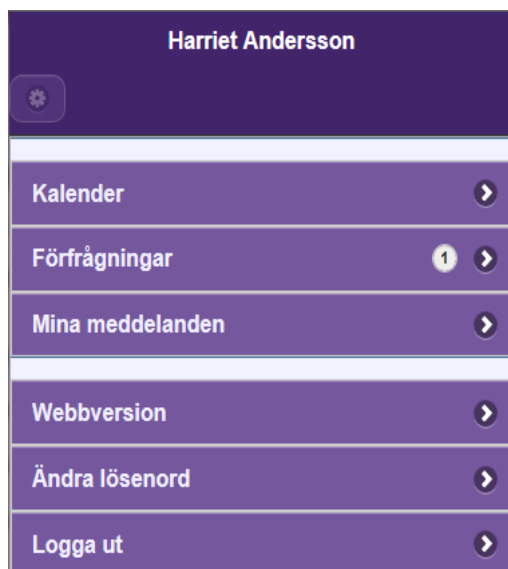 Harriet Andersson
Kalender
Förfrågningar 1
Mina meddelanden
Webbversion
Ändra lösenord
Logga ut